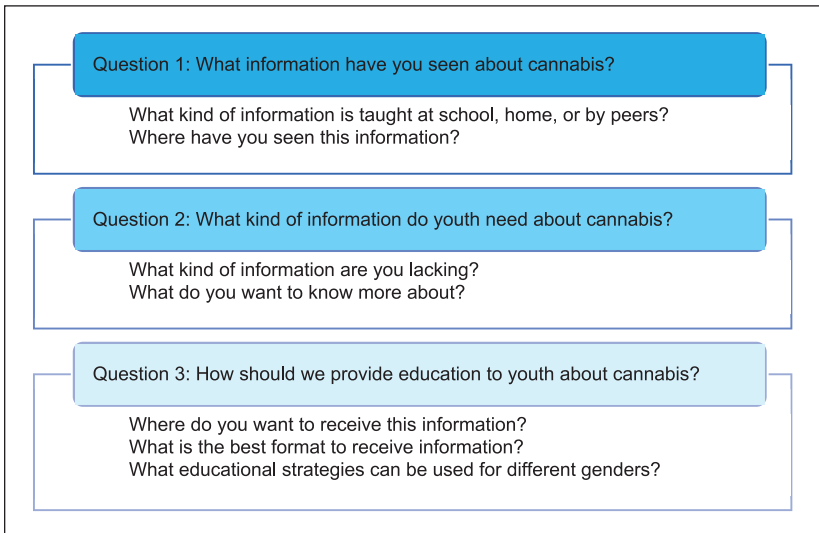 Question 1: What information have you seen about cannabis?
What kind of information is taught at school, home, or by peers?
Where have you seen this information?
Question 2: What kind of information do youth need about cannabis?
What kind of information are you lacking?
What do you want to know more about?
Question 3: How should we provide education to youth about cannabis?
Where do you want to receive this information?
What is the best format to receive information?
What educational strategies can be used for different genders?